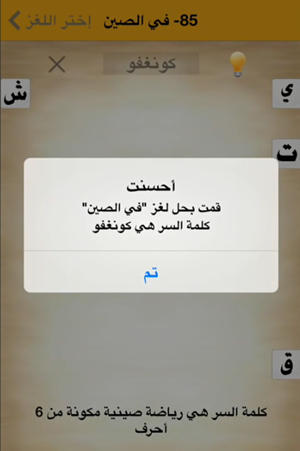 85- في الصين
إختر اللغز
كونغفو
ي
ش
ت
أحسنت
قمت بحل لغز "في الصين"
كلمة السر هي كونغفو
تم
ق
كلمة السر هي رياضة صينية مكونة من 6
أحرف